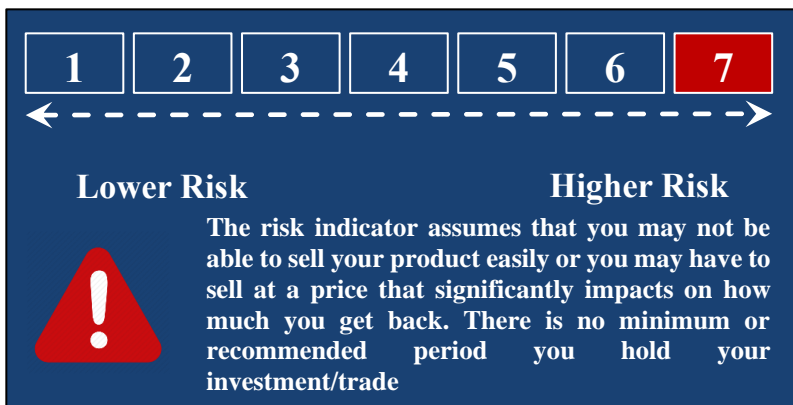 1 2 3 4 5 6 7
Lower Risk Higher Risk
The risk indicator assumes that you may not be
able to sell your product easily or you may have to
sell at a price that significantly impacts on how
much you get back. There is no minimum or
recommended period you hold your
investment/trade